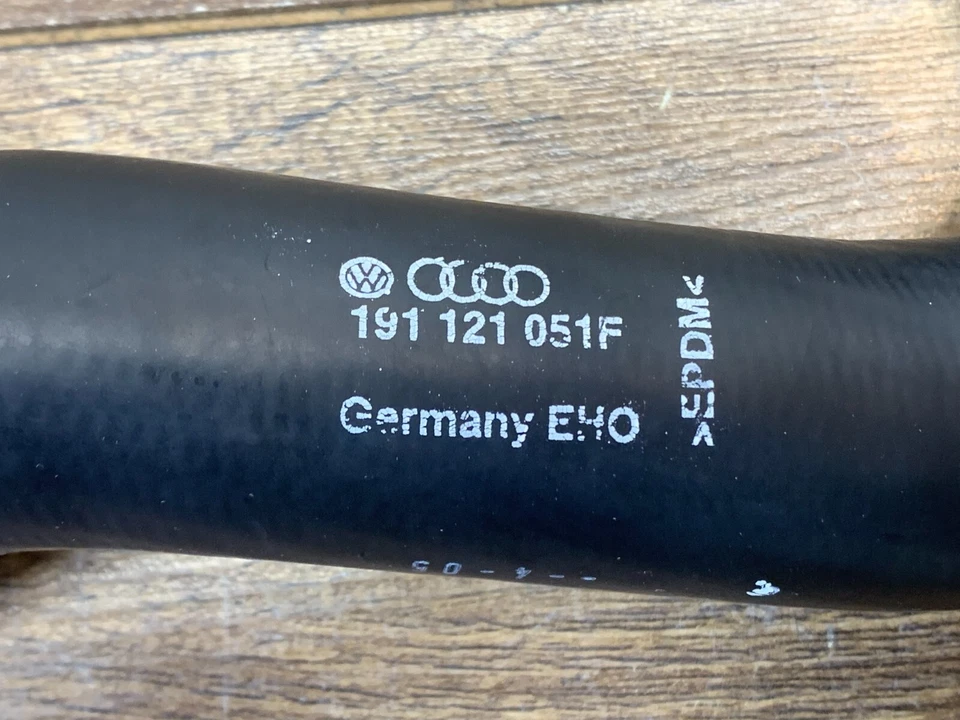 191 121 051F
Germany EHO
>EPDM<